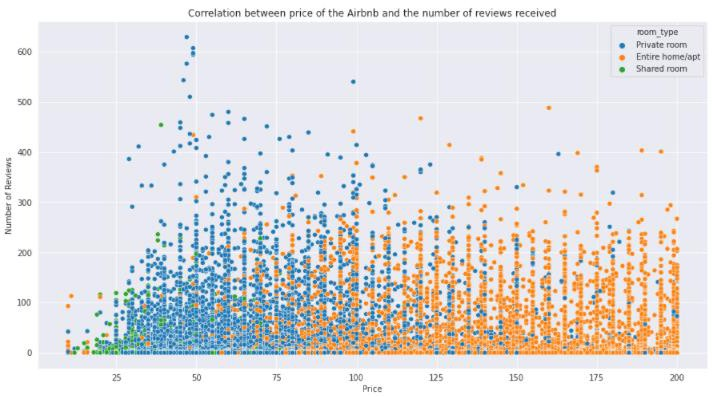 Correlation between price of the Airbnb and the number of reviews received
room_type
Private room
Entire home/apt
Shared room
Number of Reviews
600
500
400
300
200
100
0
25
50
75
100
125
150
175
200
Price